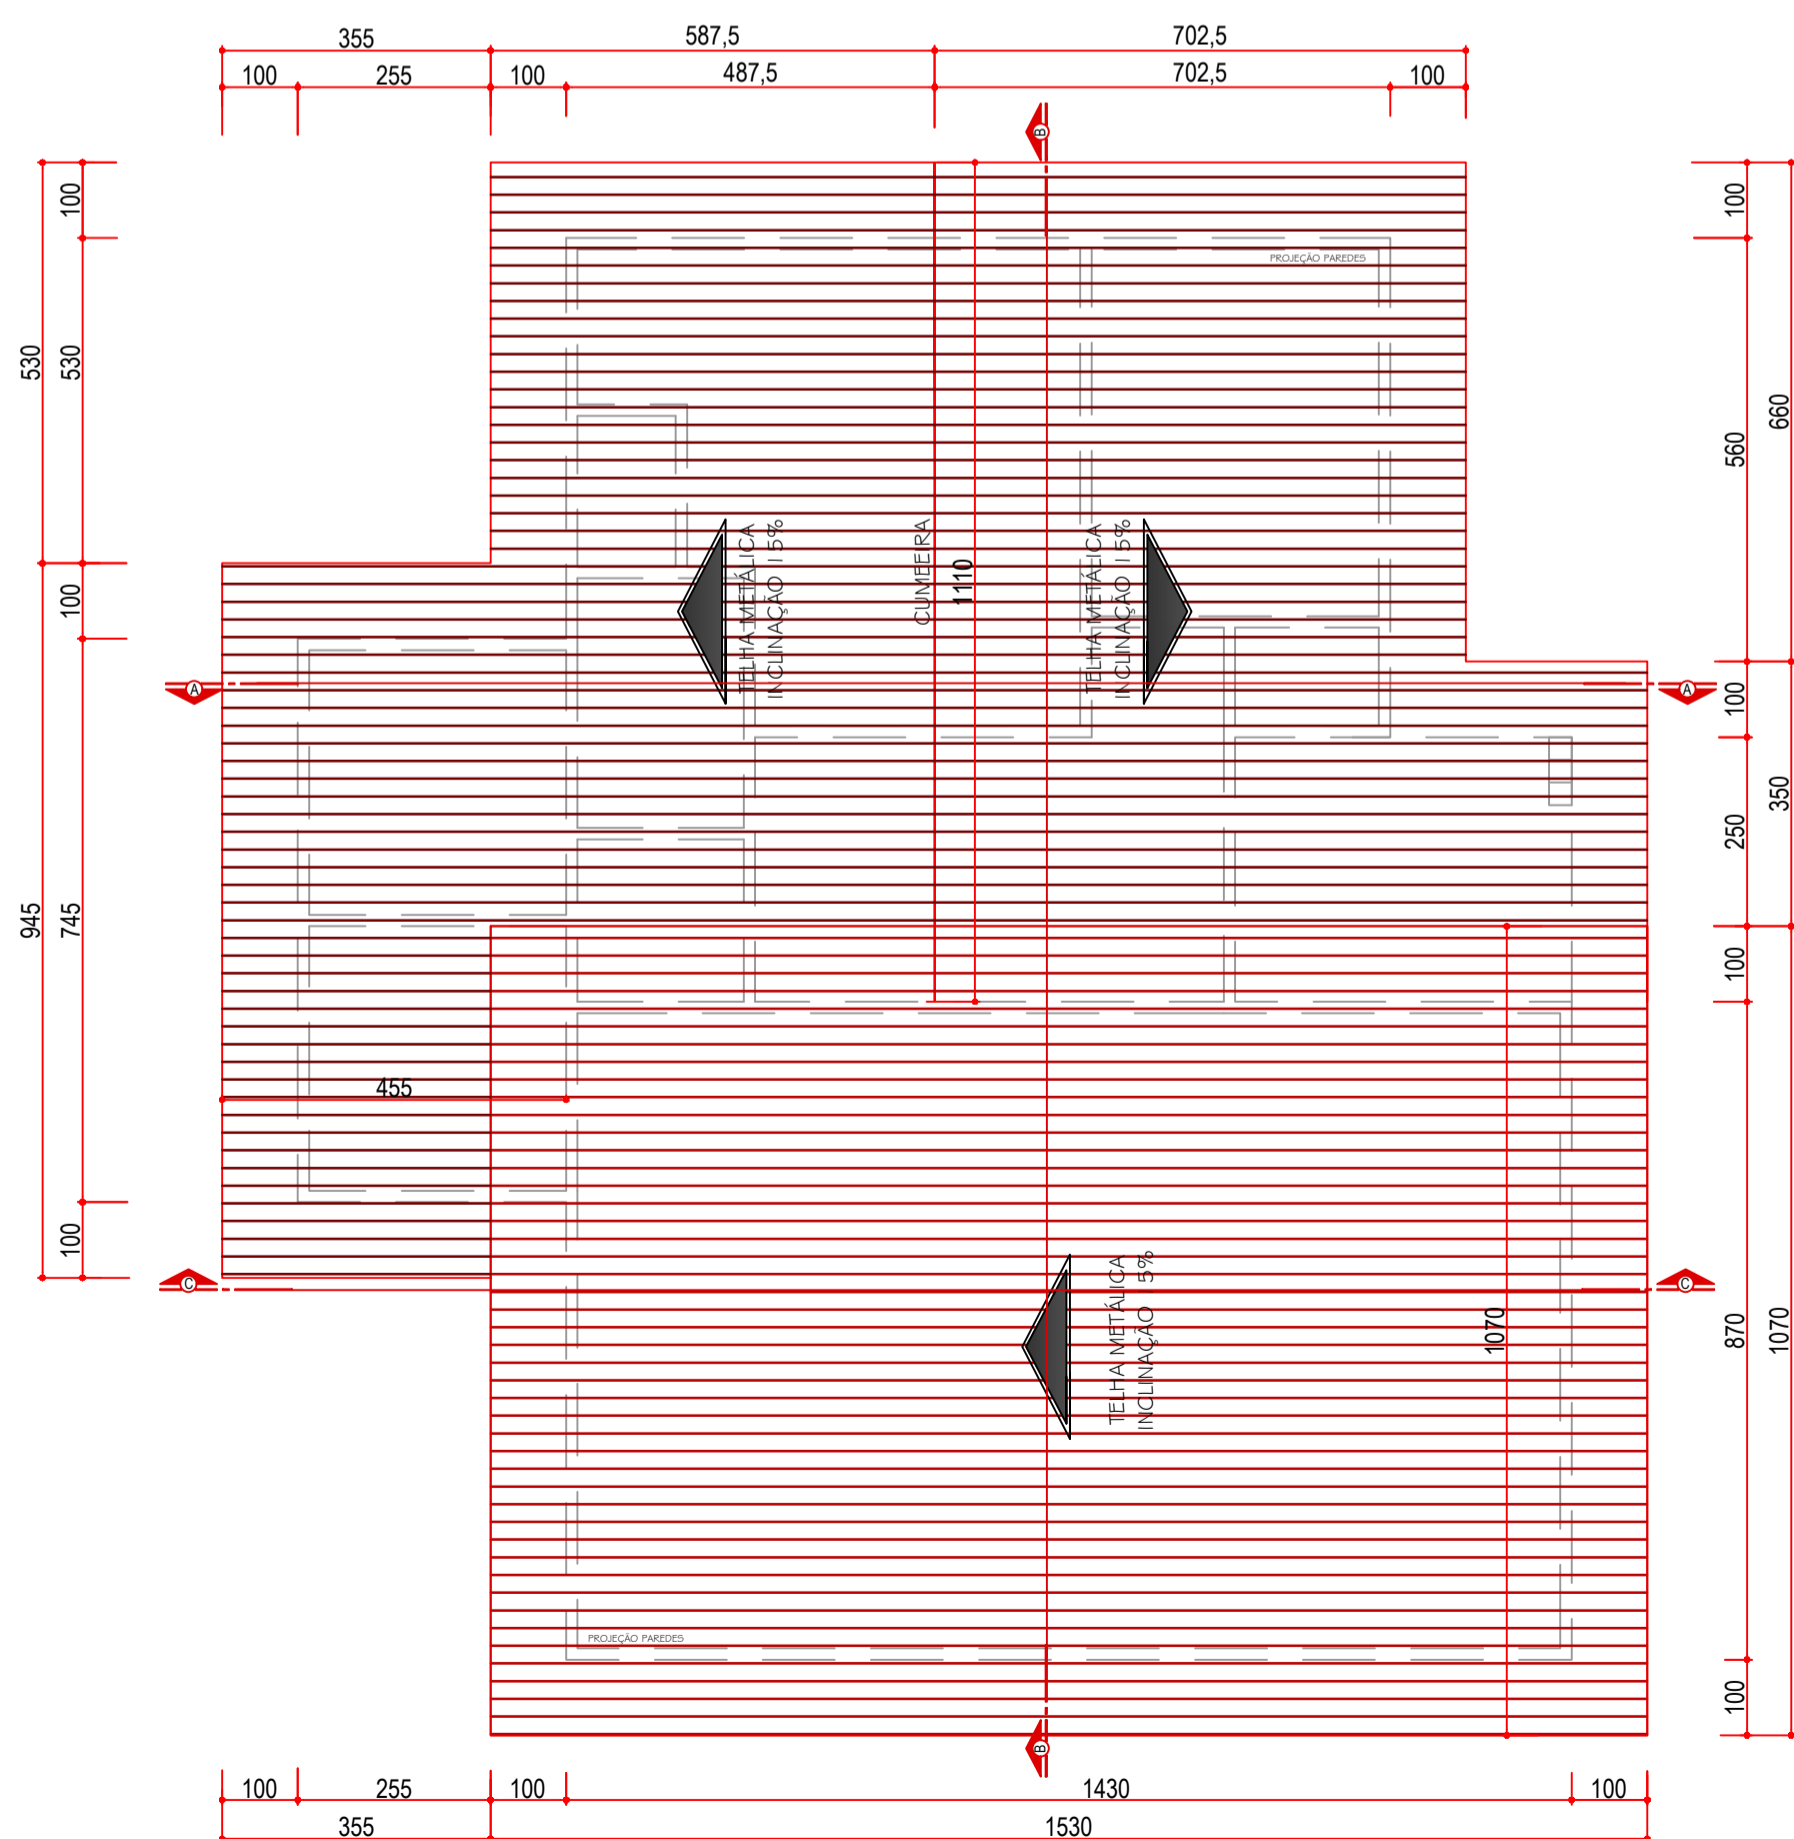 355
587,5
702,5
100
255
100
487,5
702,5
100
B
100
530
530
100
745
945
100
100
560
660
100
250
350
100
870
1070
100
PROJEÇÃO PAREDES
TELHA METÁLICA
INCLINAÇÃO 15%
CUMEEIRA
1110
TELHA METÁLICA
INCLINAÇÃO 15%
A
A
455
C
C
TELHA METÁLICA
INCLINAÇÃO 15%
1070
PROJEÇÃO PAREDES
B
100
255
100
1430
100
355
1530